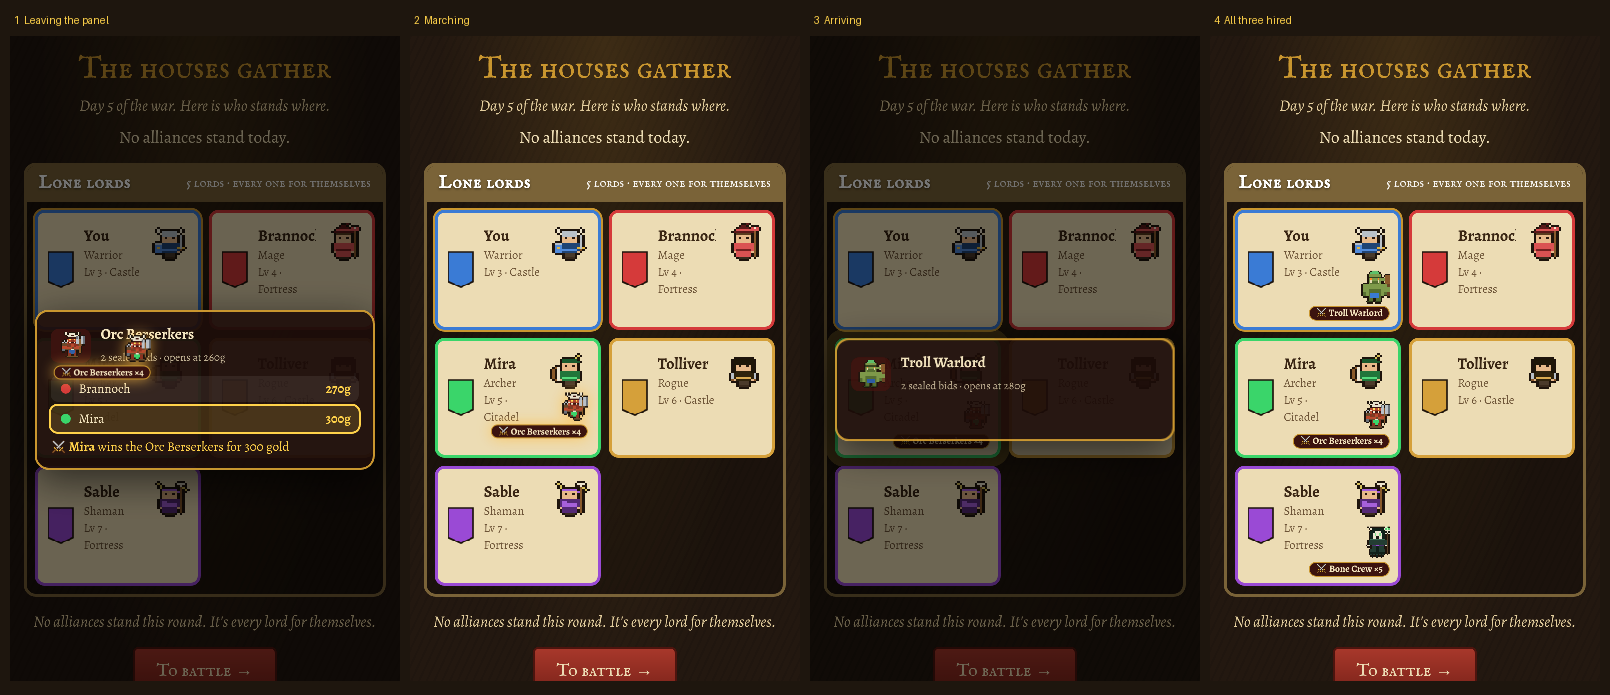 1 Leaving the panel
The houses gather
Day 5 of the war. Here is who stands where.
No alliances stand today.
Lone lords
5 lords · every one for themselves
You
Warrior
Lv 3 · Castle
Brannoc
Mage
Lv 4 ·
Fortress
Orc Berserkers
2 sealed bids · opens at 260g
Orc Berserkers ×4
Brannoch 270g
Mira 300g
Mira wins the Orc Berserkers for 300 gold
Sable
Shaman
Lv 7 ·
Fortress
No alliances stand this round. It's every lord for themselves.
To battle →
2 Marching
The houses gather
Day 5 of the war. Here is who stands where.
No alliances stand today.
Lone lords
5 lords · every one for themselves
You
Warrior
Lv 3 · Castle
Brannoc
Mage
Lv 4 ·
Fortress
Mira
Archer
Lv 5 ·
Citadel
Orc Berserkers ×4
Tolliver
Rogue
Lv 6 · Castle
Sable
Shaman
Lv 7 ·
Fortress
No alliances stand this round. It's every lord for themselves.
To battle →
3 Arriving
The houses gather
Day 5 of the war. Here is who stands where.
No alliances stand today.
Lone lords
5 lords · every one for themselves
You
Warrior
Lv 3 · Castle
Brannoc
Mage
Lv 4 ·
Fortress
Troll Warlord
2 sealed bids · opens at 280g
Sable
Shaman
Lv 7 ·
Fortress
No alliances stand this round. It's every lord for themselves.
To battle →
4 All three hired
The houses gather
Day 5 of the war. Here is who stands where.
No alliances stand today.
Lone lords
5 lords · every one for themselves
You
Warrior
Lv 3 · Castle
Troll Warlord
Brannoc
Mage
Lv 4 ·
Fortress
Mira
Archer
Lv 5 ·
Citadel
Orc Berserkers ×4
Tolliver
Rogue
Lv 6 · Castle
Sable
Shaman
Lv 7 ·
Fortress
Bone Crew ×5
No alliances stand this round. It's every lord for themselves.
To battle →